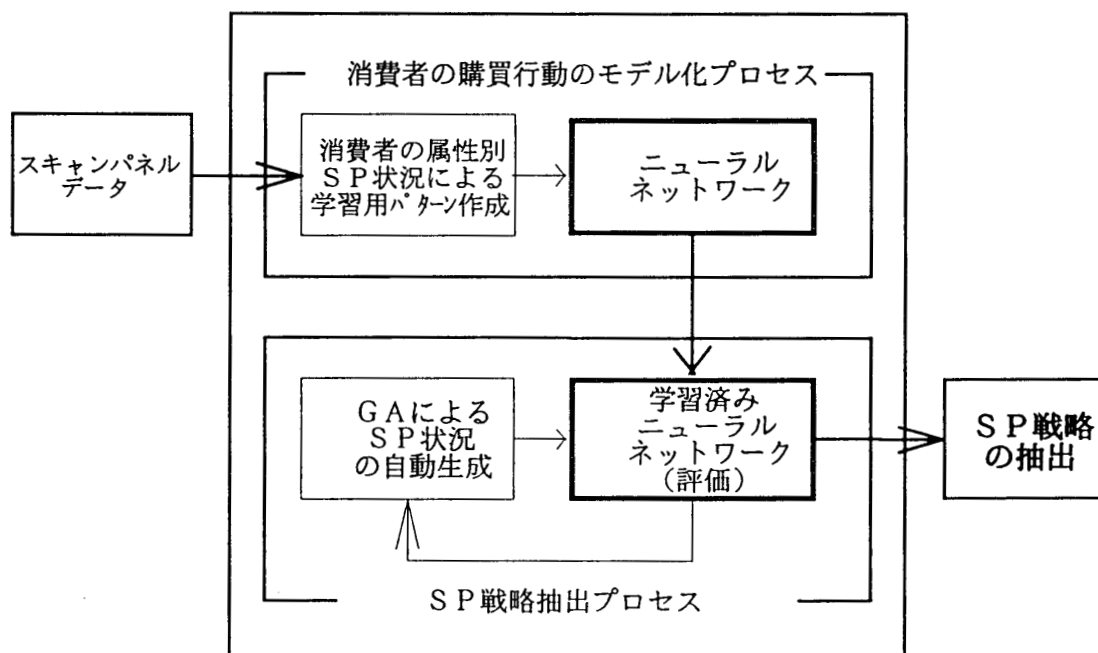 消費者の購買行動のモデル化プロセス
スキャンパネル
データ
消費者の属性別
ＳＰ状況による
学習用ﾊﾟﾀｰﾝ作成
ニューラル
ネットワーク
ＧＡによる
ＳＰ状況
の自動生成
学習済み
ニューラル
ネットワーク
（評価）
ＳＰ戦略
の抽出
ＳＰ戦略抽出プロセス